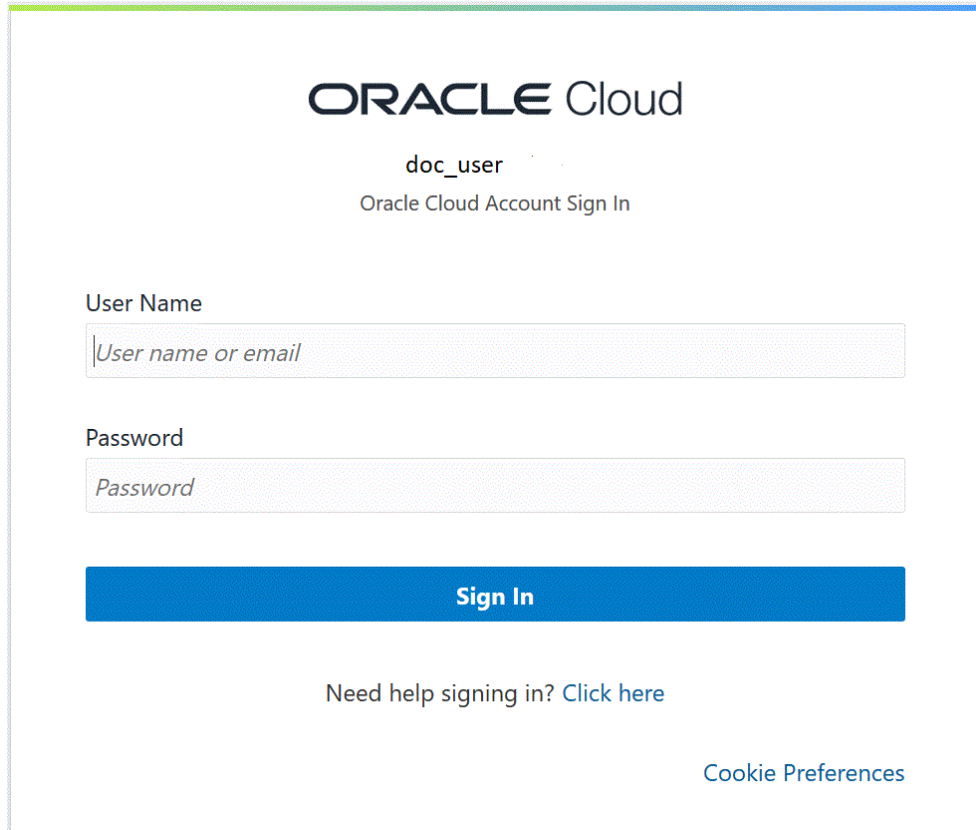 ORACLE Cloud
doc_user
Oracle Cloud Account Sign In
User Name
User name or email
Password
Password
Sign In
Need help signing in? Click here
Cookie Preferences